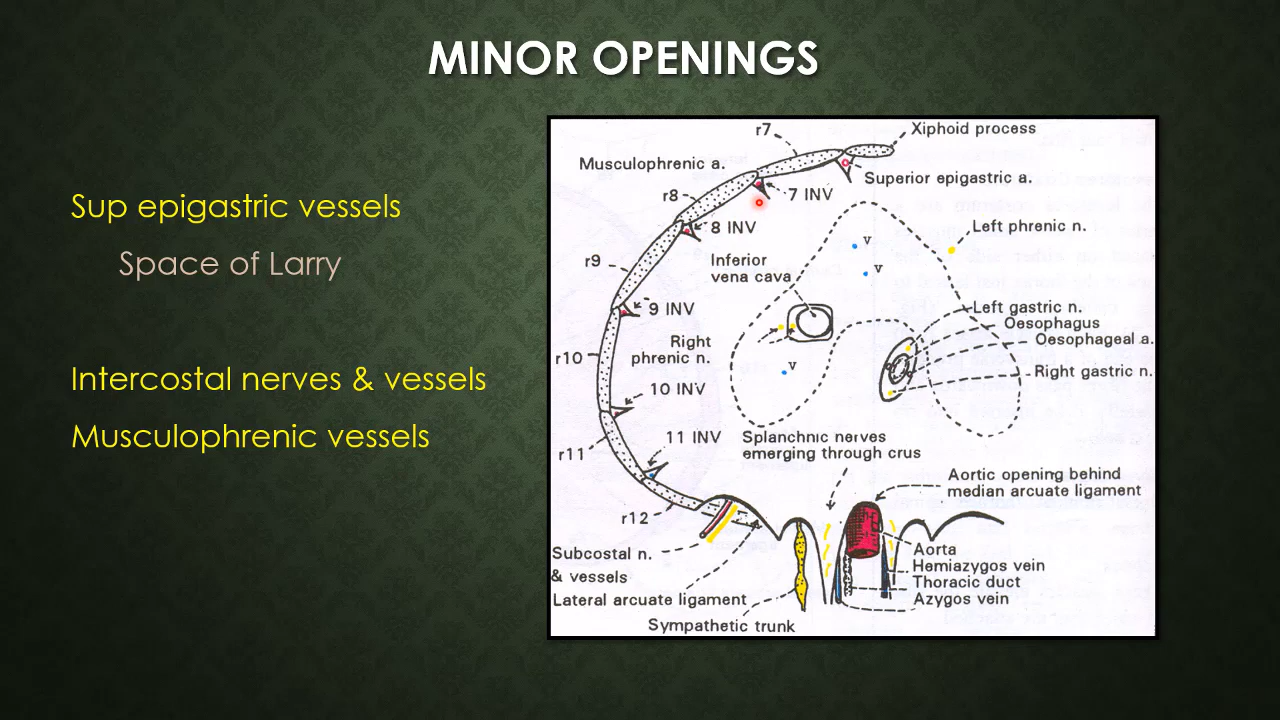 MINOR OPENINGS
Sup epigastric vessels
Space of Larry
Intercostal nerves & vessels
Musculophrenic vessels
r7
Xiphoid process
Musculophrenic a.
Superior epigastric a.
r8
7 INV
8 INV
Left phrenic n.
v
v
r9
Inferior
vena cava
9 INV
Left gastric n.
Oesophagus
Oesophageal a.
Right
phrenic n.
r10
v
Right gastric n.
10 INV
11 INV
Splanchnic nerves
emerging through crus
r11
Aortic opening behind
median arcuate ligament
r12
Subcostal n.
& vessels
Aorta
Hemiazygos vein
Thoracic duct
Azygos vein
Lateral arcuate ligament
Sympathetic trunk